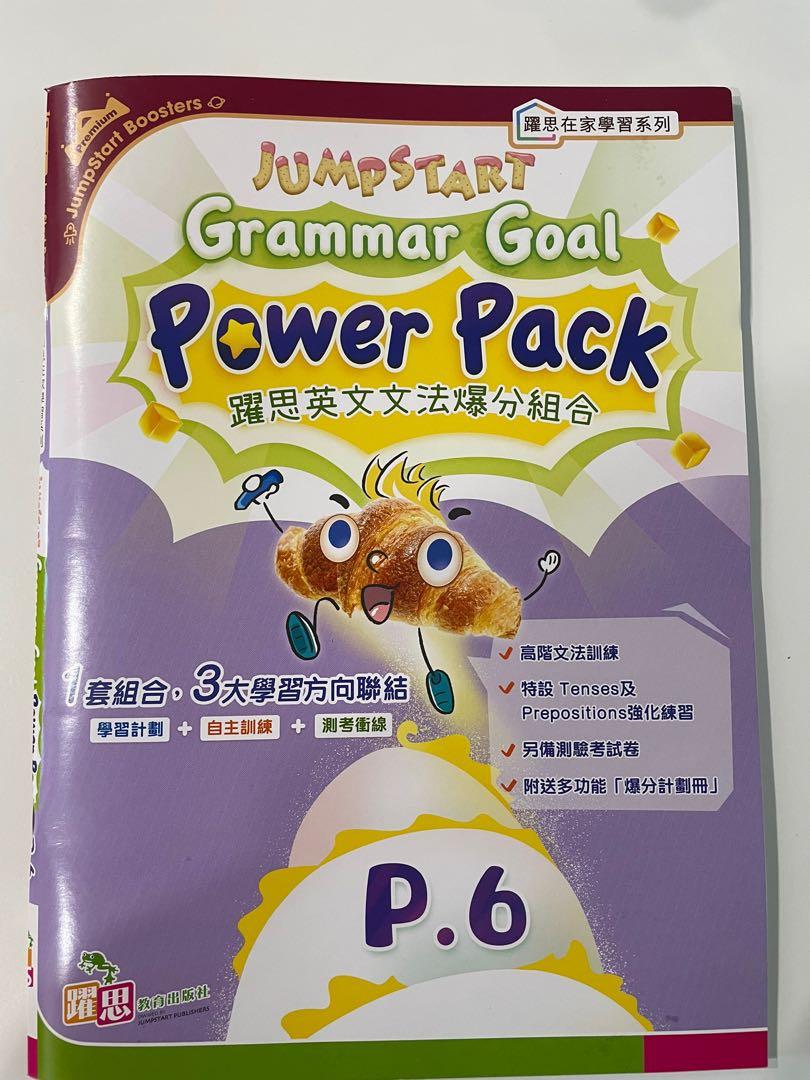 Premium
JumpStart Boosters
躍思在家學習系列
JUMPSTART
Grammar Goal
Power Pack
躍思英文文法爆分組合
1套組合，3大學習方向聯結
學習計劃 + 自主訓練 + 測考衝線
高階文法訓練
特設 Tenses及
Prepositions強化練習
另備測驗考試卷
附送多功能「爆分計劃冊」
P.6
躍思 教育出版社
JUMPSTART PUBLISHERS